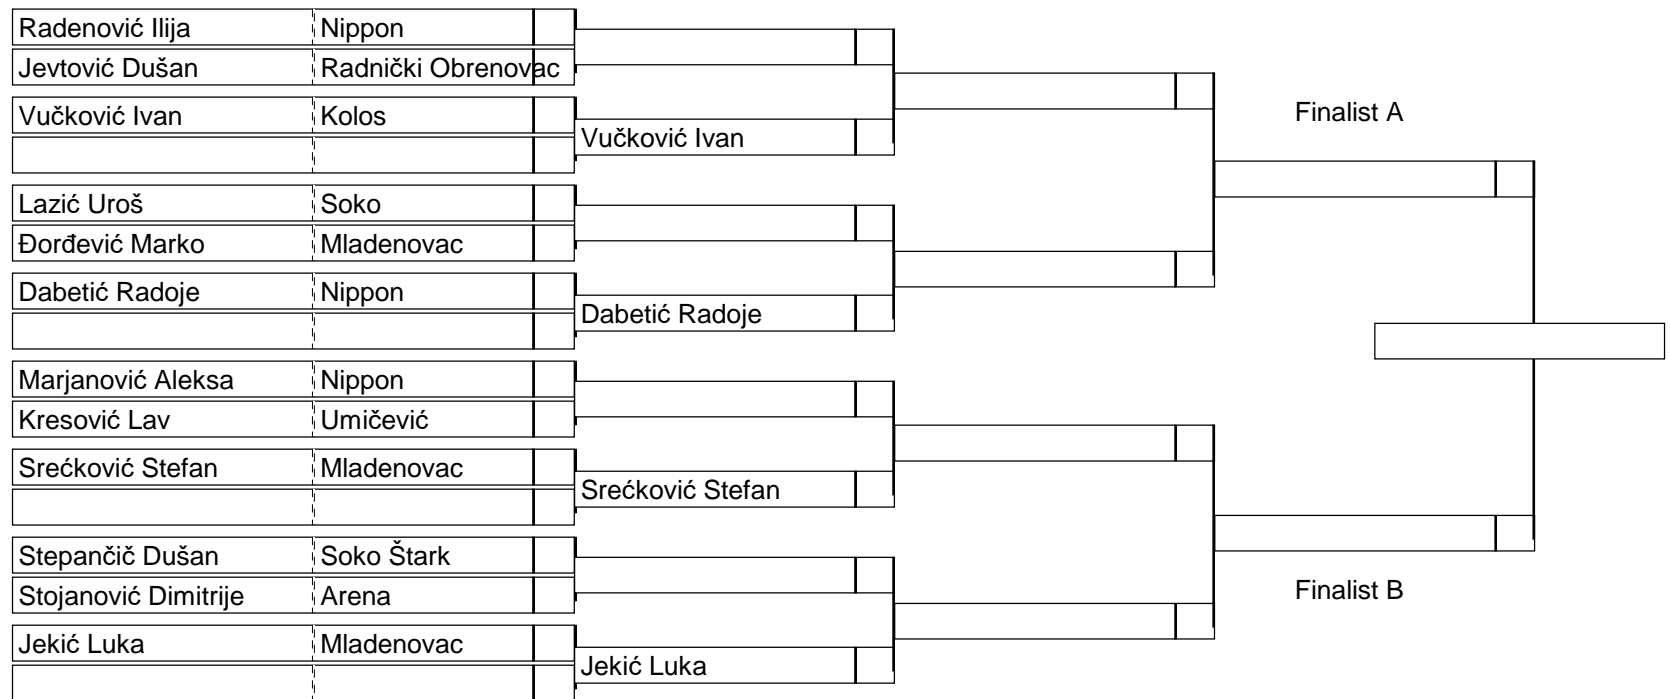 Radenović Ilija Nippon
Jevtović Dušan Radnički Obrenovac
Vučković Ivan Kolos
Vučković Ivan
Lazić Uroš Soko
Đorđević Marko Mladenovac
Dabetić Radoje Nippon
Dabetić Radoje
Marjanović Aleksa Nippon
Kresović Lav Umičević
Srećković Stefan Mladenovac
Srećković Stefan
Stepančič Dušan Soko Štark
Stojanović Dimitrije Arena
Jekić Luka Mladenovac
Jekić Luka
Finalist A
Finalist B